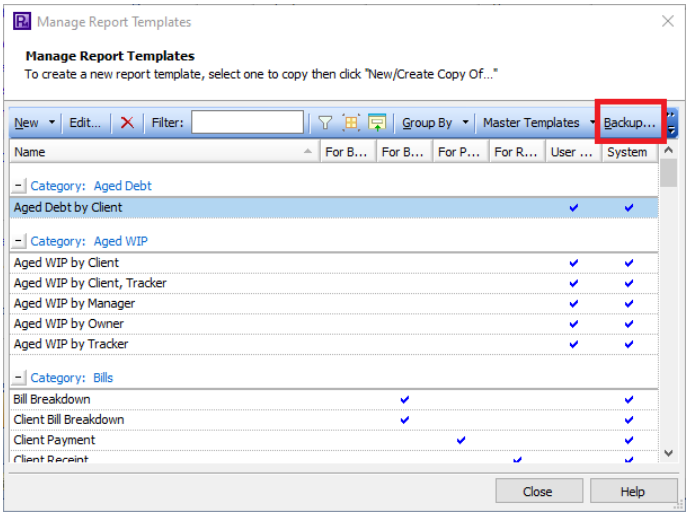 Manage Report Templates
Manage Report Templates
To create a new report template, select one to copy then click "New/Create Copy Of..."
New Edit... Filter: Group By Master Templates Backup...
Name For B... For B... For P... For R... User ... System
Category: Aged Debt
Aged Debt by Client
Category: Aged WIP
Aged WIP by Client
Aged WIP by Client, Tracker
Aged WIP by Manager
Aged WIP by Owner
Aged WIP by Tracker
Category: Bills
Bill Breakdown
Client Bill Breakdown
Client Payment
Client Receipt
Close Help